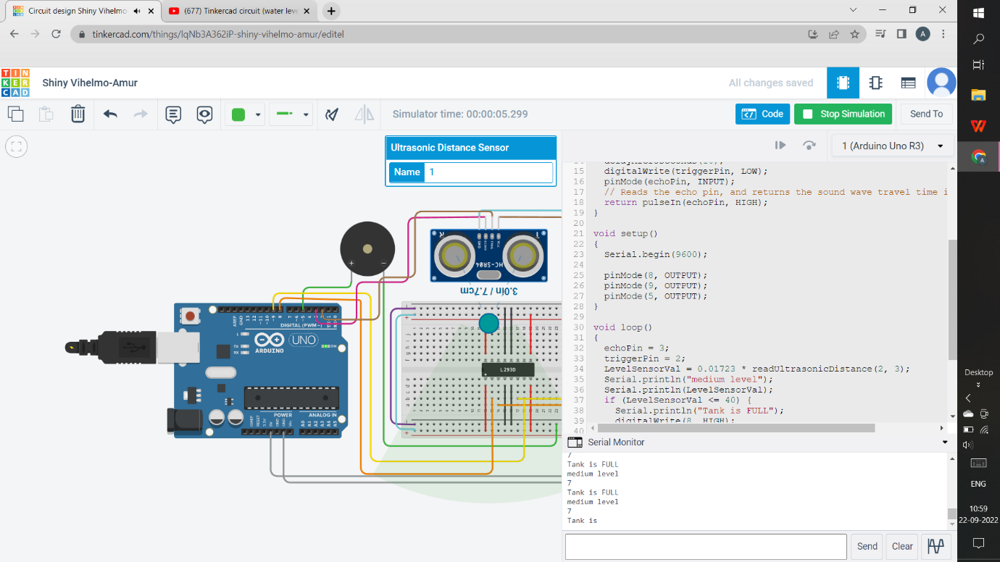 Circuit design Shiny Vihelmo-
(677) Tinkercad circuit (water leve
tinkercad.com/things/lqNb3A362iP-shiny-vihelmo-amur/editel
A
TIN
KER
CAD
Shiny Vihelmo-Amur
All changes saved
Simulator time: 00:00:05.299
Code
Stop Simulation
Send To
1 (Arduino Uno R3)
Ultrasonic Distance Sensor
Name 1
HC-SR04
3.0in / 7.7cm
DIGITAL (PWM~)
UNO
ARDUINO
ON
TX
RX
L
POWER
ANALOG IN
L293D
15 digitalWrite(triggerPin, LOW);
16 pinMode(echoPin, INPUT);
17 // Reads the echo pin, and returns the sound wave travel time i
18 return pulseIn(echoPin, HIGH);
19 }
20
21 void setup()
22 {
23 Serial.begin(9600);
24
25 pinMode(8, OUTPUT);
26 pinMode(9, OUTPUT);
27 pinMode(5, OUTPUT);
28 }
29
30 void loop()
31 {
32 echoPin = 3;
33 triggerPin = 2;
34 LevelSensorVal = 0.01723 * readUltrasonicDistance(2, 3);
35 Serial.println("medium level");
36 Serial.println(LevelSensorVal);
37 if (LevelSensorVal <= 40) {
38 Serial.println("Tank is FULL");
39 digitalWrite(8, HIGH);
40
Serial Monitor
7
Tank is FULL
medium level
7
Tank is FULL
medium level
7
Tank is
Send
Clear
Desktop
ENG
10:59
22-09-2022